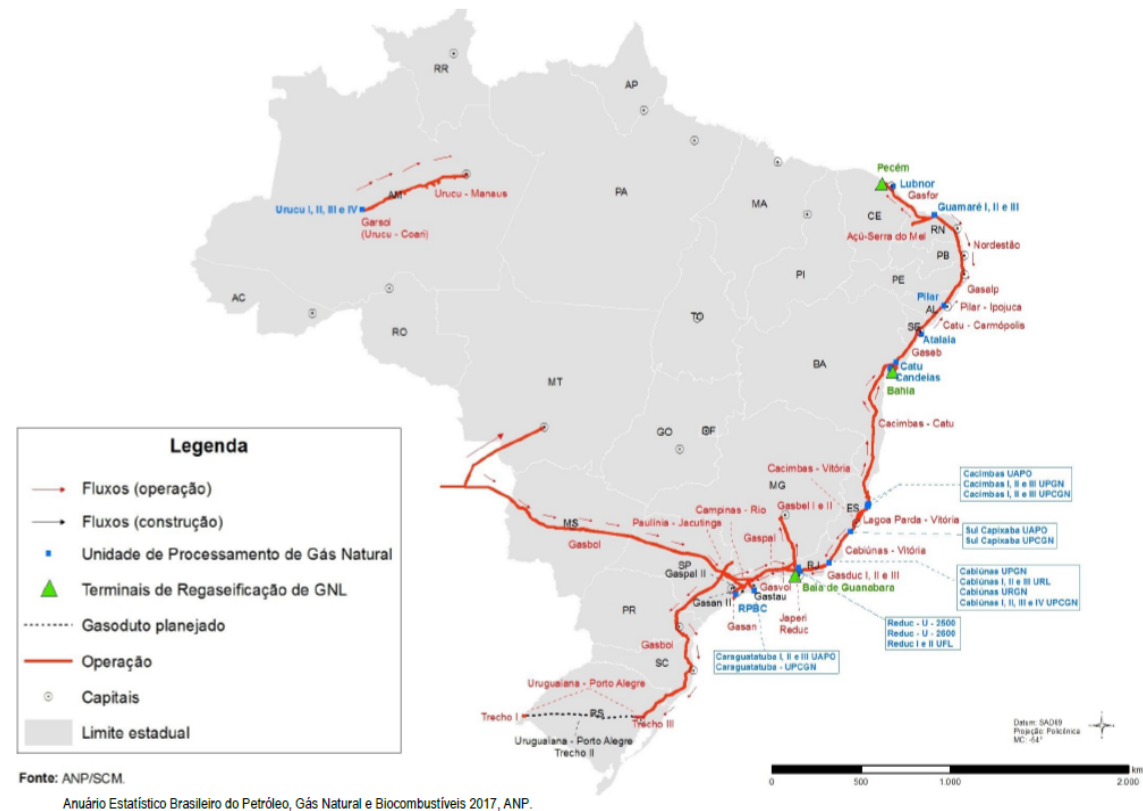 RR
AP
AM
PA
MA
CE
RN
PB
PE
PI
AL
SE
BA
TO
AC
RO
MT
GO
DF
MG
ES
MS
SP
RJ
PR
SC
RS
Urucu I, II, III e IV
Urucu - Manaus
Garsol
(Urucu - Coari)
Pecém
Lubnor
Gasfor
Guamaré I, II e III
Açú-Serra do Mel
Nordestão
Gasalp
Pilar
Pilar - Ipojuca
Catu - Carmópolis
Atalaia
Gaseb
Catu
Candeias
Bahia
Cacimbas - Catu
Cacimbas - Vitória
Cacimbas UAPO
Cacimbas I, II e III UPGN
Cacimbas I, II e III UPCGN
Lagoa Parda - Vitória
Sul Capixaba UAPO
Sul Capixaba UPCGN
Cabiúnas - Vitória
Cabiúnas UPGN
Cabiúnas I, II e III URL
Cabiúnas URGN
Cabiúnas I, II, III e IV UPCGN
Gasbel I e II
Campinas - Rio
Paulínia - Jacutinga
Gaspal
Gasbol
Gaspal II
Gasvol
Gasduc I, II e III
Baía de Guanabara
Gasan II
Gastau
RPBC
Gasan
Japeri
Reduc
Reduc - U - 2500
Reduc - U - 2600
Reduc I e II UFL
Caraguatatuba I, II e III UAPO
Caraguatatuba - UPCGN
Gasbol
Uruguaiana - Porto Alegre
Trecho I
Trecho III
Uruguaiana - Porto Alegre
Trecho II
Legenda
Fluxos (operação)
Fluxos (construção)
Unidade de Processamento de Gás Natural
Terminais de Regaseificação de GNL
Gasoduto planejado
Operação
Capitais
Limite estadual
Datum: SAD69
Projeção: Policônica
MC: -54°
0 500 1.000 2.000 km
Fonte: ANP/SCM.
Anuário Estatístico Brasileiro do Petróleo, Gás Natural e Biocombustíveis 2017, ANP.